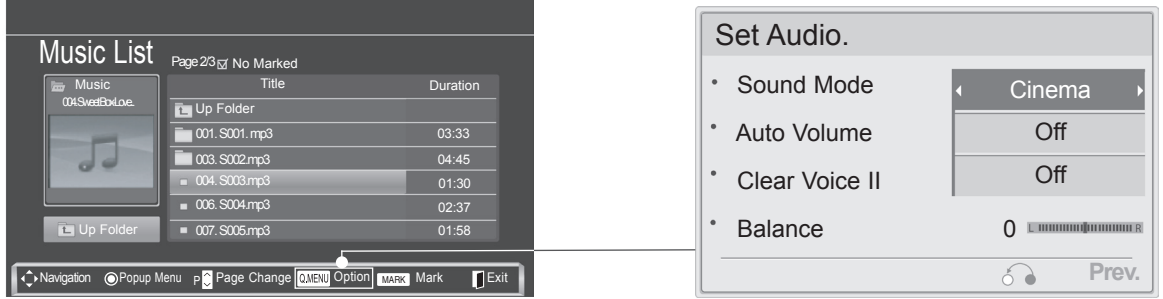 Music List
Page 2/3 No Marked
Music
004.SweetBoxLove..
Up Folder
Title Duration
Up Folder
001. S001. mp3 03:33
003. S002.mp3 04:45
004. S003.mp3 01:30
006. S004.mp3 02:37
007. S005.mp3 01:58
Navigation Popup Menu P Page Change Q.MENU Option MARK Mark Exit
Set Audio.
• Sound Mode Cinema
• Auto Volume Off
• Clear Voice II Off
• Balance 0 L R
Prev.